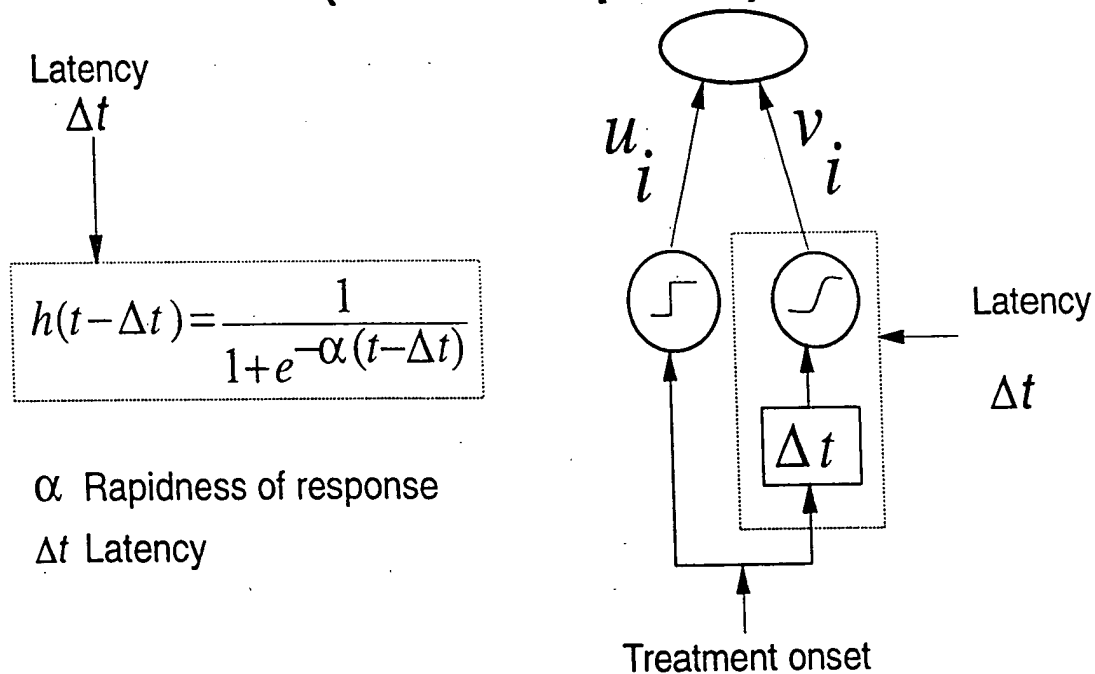 Latency
Δt
h(t−Δt)=1/(1+e^−α(t−Δt))
α Rapidness of response
Δt Latency
u_i
v_i
Latency
Δt
Δt
Treatment onset